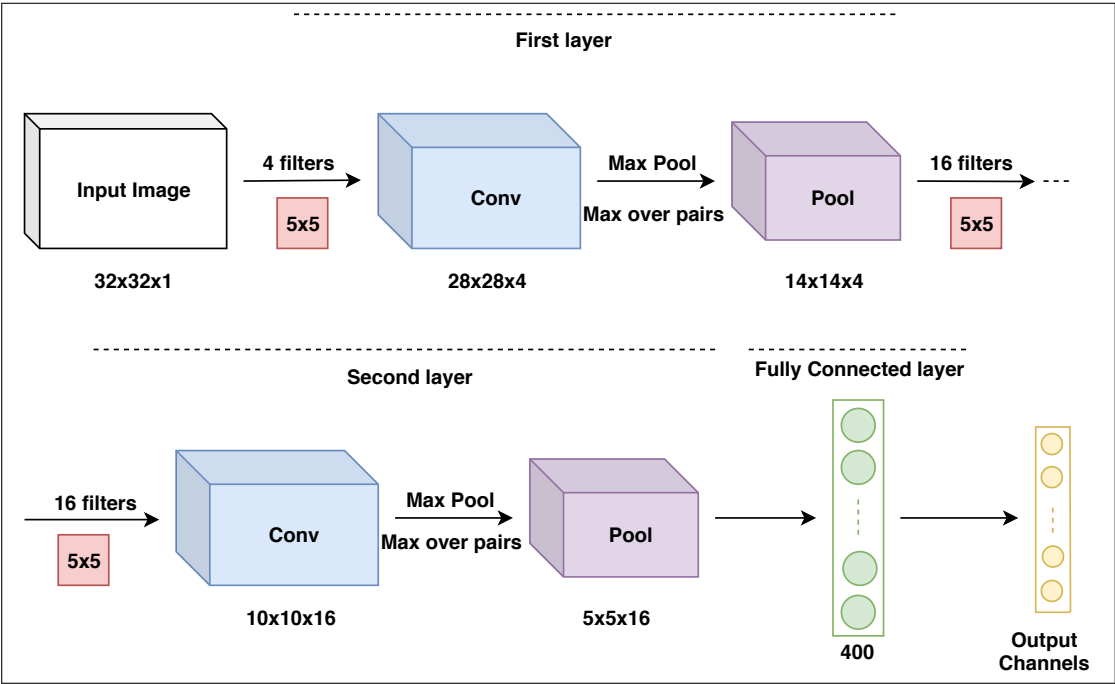 First layer
Input Image
4 filters
5x5
Conv
Max Pool
Max over pairs
Pool
16 filters
5x5
32x32x1
28x28x4
14x14x4
Second layer
Fully Connected layer
16 filters
5x5
Conv
Max Pool
Max over pairs
Pool
10x10x16
5x5x16
400
Output
Channels